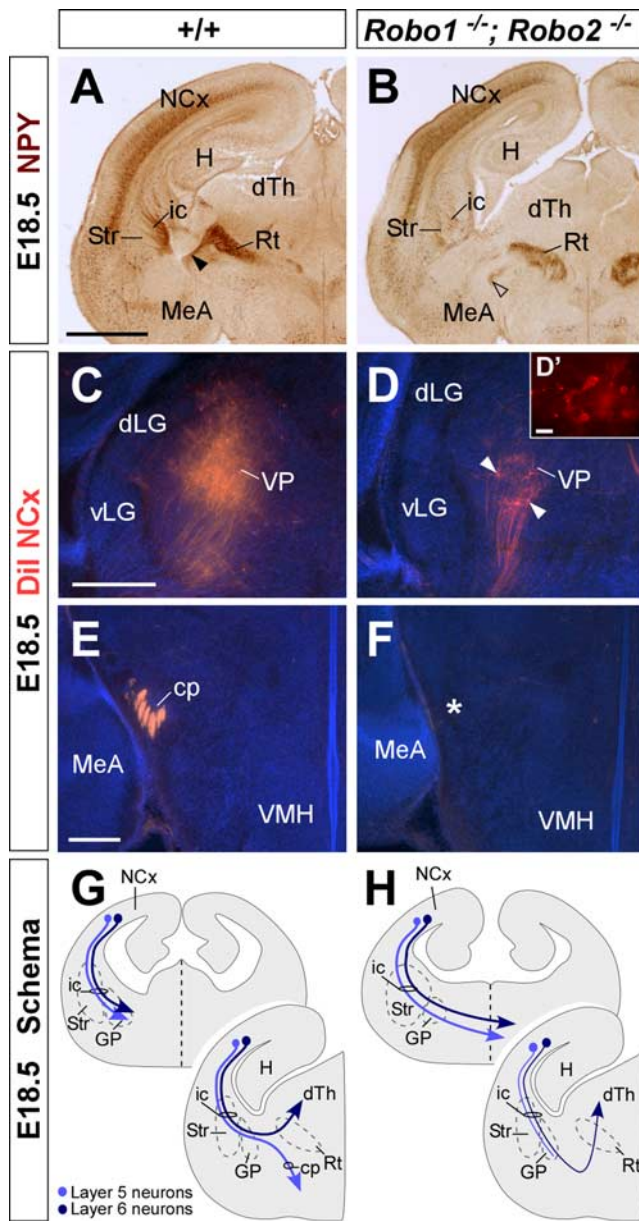 +/+
Robo1 -/-; Robo2 -/-
E18.5 NPY
A
NCx
H
dTh
ic
Str
Rt
MeA
B
NCx
H
dTh
ic
Str
Rt
MeA
E18.5 DiI NCx
C
dLG
VP
vLG
D
D'
dLG
VP
vLG
E
cp
MeA
VMH
F
*
MeA
VMH
E18.5 Schema
G
NCx
ic
Str
GP
H
ic
dTh
Str
GP
Rt
cp
Layer 5 neurons
Layer 6 neurons
H
NCx
ic
Str
GP
H
ic
dTh
Str
GP
Rt